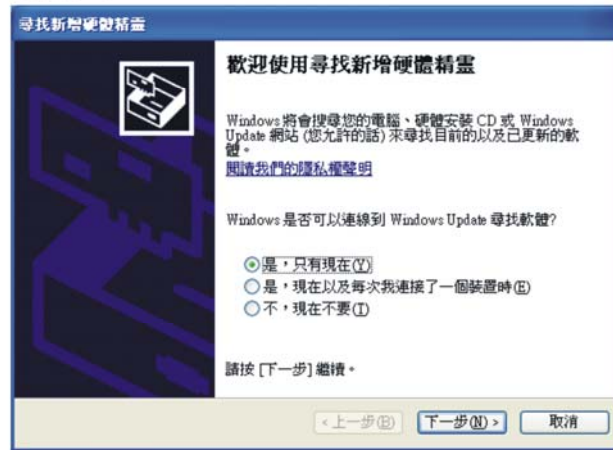 尋找新增硬體精靈
歡迎使用尋找新增硬體精靈
Windows 將會搜尋您的電腦、硬體安裝 CD 或 Windows
Update 網站 (您允許的話) 來尋找目前的以及已更新的軟
體。
閱讀我們的隱私權聲明
Windows 是否可以連線到 Windows Update 尋找軟體?
是，只有現在(Y)
是，現在以及每次我連接了一個裝置時(E)
不，現在不要(T)
請按 [下一步] 繼續。
<上一步(B) 下一步(N)> 取消